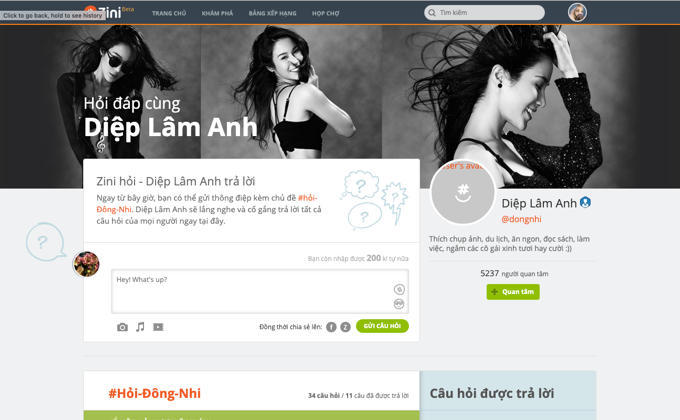 Click to go back, hold to see history
Zini Beta
TRANG CHỦ
KHÁM PHÁ
BẢNG XẾP HẠNG
HỌP CHỢ
Tìm kiếm
Hỏi đáp cùng
Diệp Lâm Anh
Zini hỏi - Diệp Lâm Anh trả lời
Ngay từ bây giờ, bạn có thể gửi thông điệp kèm chủ đề #hỏi-
Đông-Nhi. Diệp Lâm Anh sẽ lắng nghe và cố gắng trả lời tất cả
câu hỏi của mọi người ngay tại đây.
Bạn còn nhập được 200 kí tự nữa
Hey! What's up?
Đồng thời chia sẻ lên:
f
z
GỬI CÂU HỎI
Diệp Lâm Anh
@dongnhi
Thích chụp ảnh, du lịch, ăn ngon, đọc sách, làm
việc, ngắm các cô gái xinh tươi hay cười :))
5237 người quan tâm
+ Quan tâm
#Hỏi-Đông-Nhi
34 câu hỏi / 11 câu đã được trả lời
Câu hỏi được trả lời